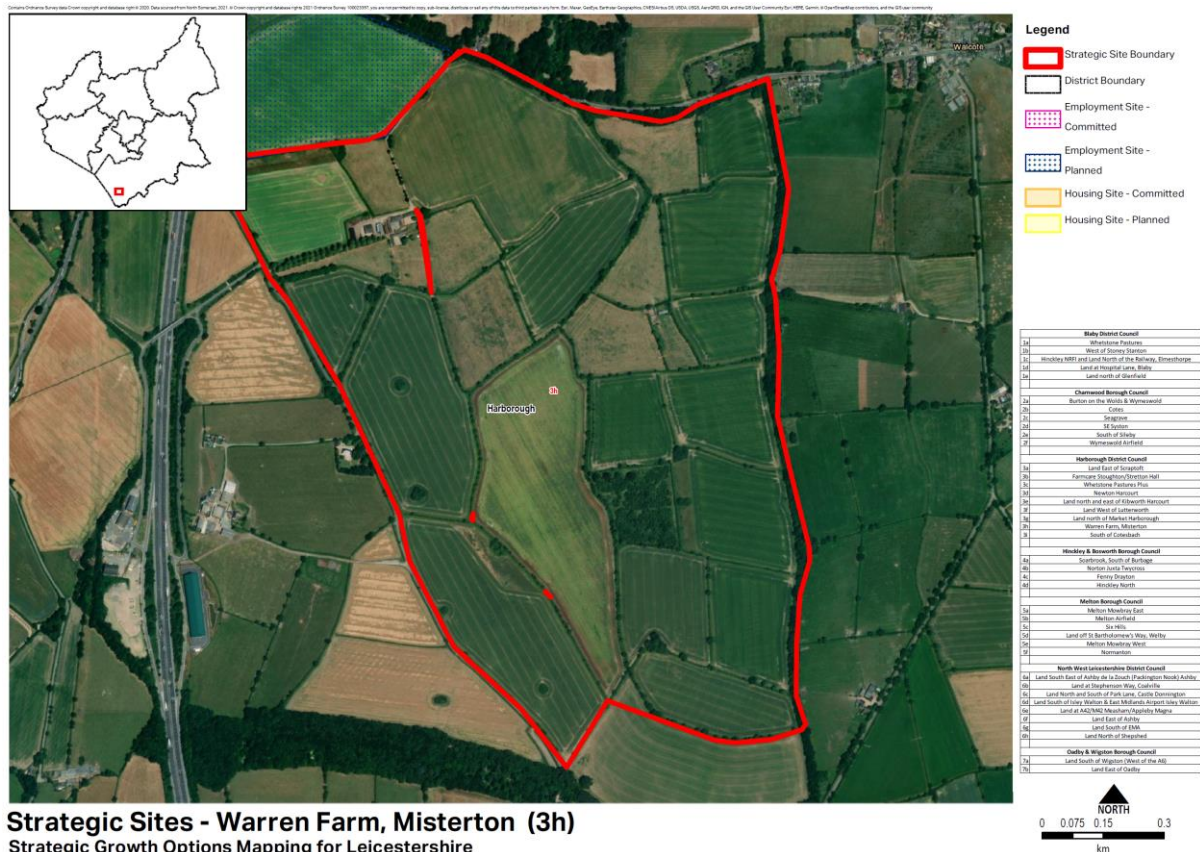 Walcote
3h
Harborough
Legend
Strategic Site Boundary
District Boundary
Employment Site -
Committed
Employment Site -
Planned
Housing Site - Committed
Housing Site - Planned
Blaby District Council
1a Whetstone Pastures
1b West of Stoney Stanton
1c Hinckley NRFI and Land North of the Railway, Elmesthorpe
1d Land at Hospital Lane, Blaby
1e Land north of Glenfield
Charnwood Borough Council
2a Burton on the Wolds & Wymeswold
2b Cotes
2c Seagrave
2d SE Syston
2e South of Sileby
2f Wymeswold Airfield
Harborough District Council
3a Land East of Scraptoft
3b Farmcare Stoughton/Stretton Hall
3c Whetstone Pastures Plus
3d Newton Harcourt
3e Land north and east of Kibworth Harcourt
3f Land West of Lutterworth
3g Land north of Market Harborough
3h Warren Farm, Misterton
3i South of Cotesbach
Hinckley & Bosworth Borough Council
4a Soarbrook, South of Burbage
4b Norton Juxta Twycross
4c Fenny Drayton
4d Hinckley North
Melton Borough Council
5a Melton Mowbray East
5b Melton Airfield
5c Six Hills
5d Land off St Bartholomew's Way, Welby
5e Melton Mowbray West
5f Normanton
North West Leicestershire District Council
6a Land South East of Ashby de la Zouch (Packington Nook) Ashby
6b Land at Stephenson Way, Coalville
6c Land North and South of Park Lane, Castle Donnington
6d Land South of Isley Walton & East Midlands Airport Isley Walton
6e Land at A42/M42 Measham/Appleby Magna
6f Land East of Ashby
6g Land South of EMA
6h Land North of Shepshed
Oadby & Wigston Borough Council
7a Land South of Wigston (West of the A6)
7b Land East of Oadby
NORTH
0 0.075 0.15 0.3
km
Strategic Sites - Warren Farm, Misterton (3h)
Strategic Growth Options Mapping for Leicestershire